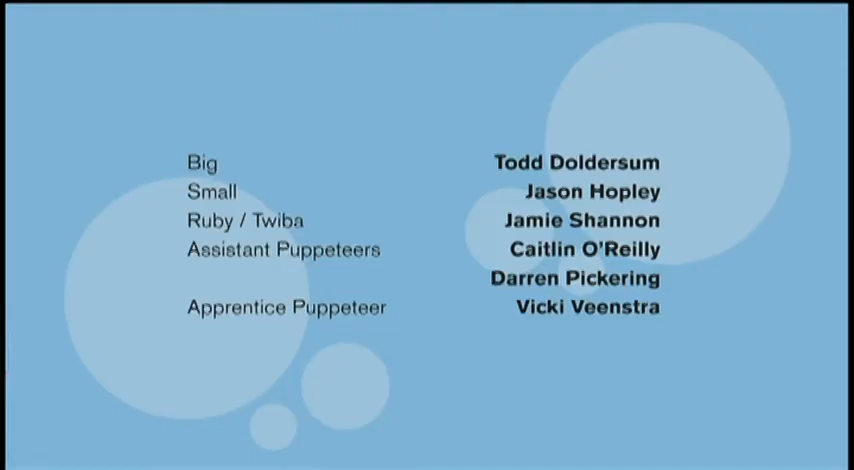 Big Todd Doldersum
Small Jason Hopley
Ruby / Twiba Jamie Shannon
Assistant Puppeteers Caitlin O'Reilly
Darren Pickering
Apprentice Puppeteer Vicki Veenstra